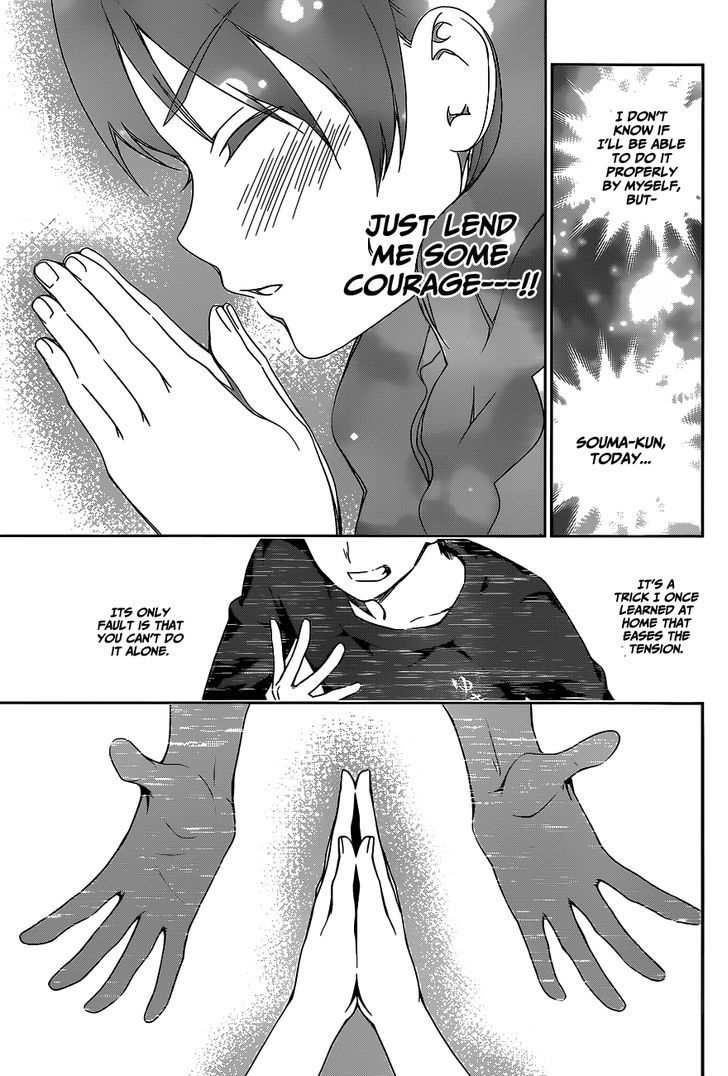 I DON'T
KNOW IF
I'LL BE ABLE
TO DO IT
PROPERLY
BY MYSELF,
BUT-
SOUMA-KUN,
TODAY...
JUST LEND
ME SOME
COURAGE---!!
IT'S A
TRICK I ONCE
LEARNED AT
HOME THAT
EASES THE
TENSION.
ITS ONLY
FAULT IS THAT
YOU CAN'T DO
IT ALONE.